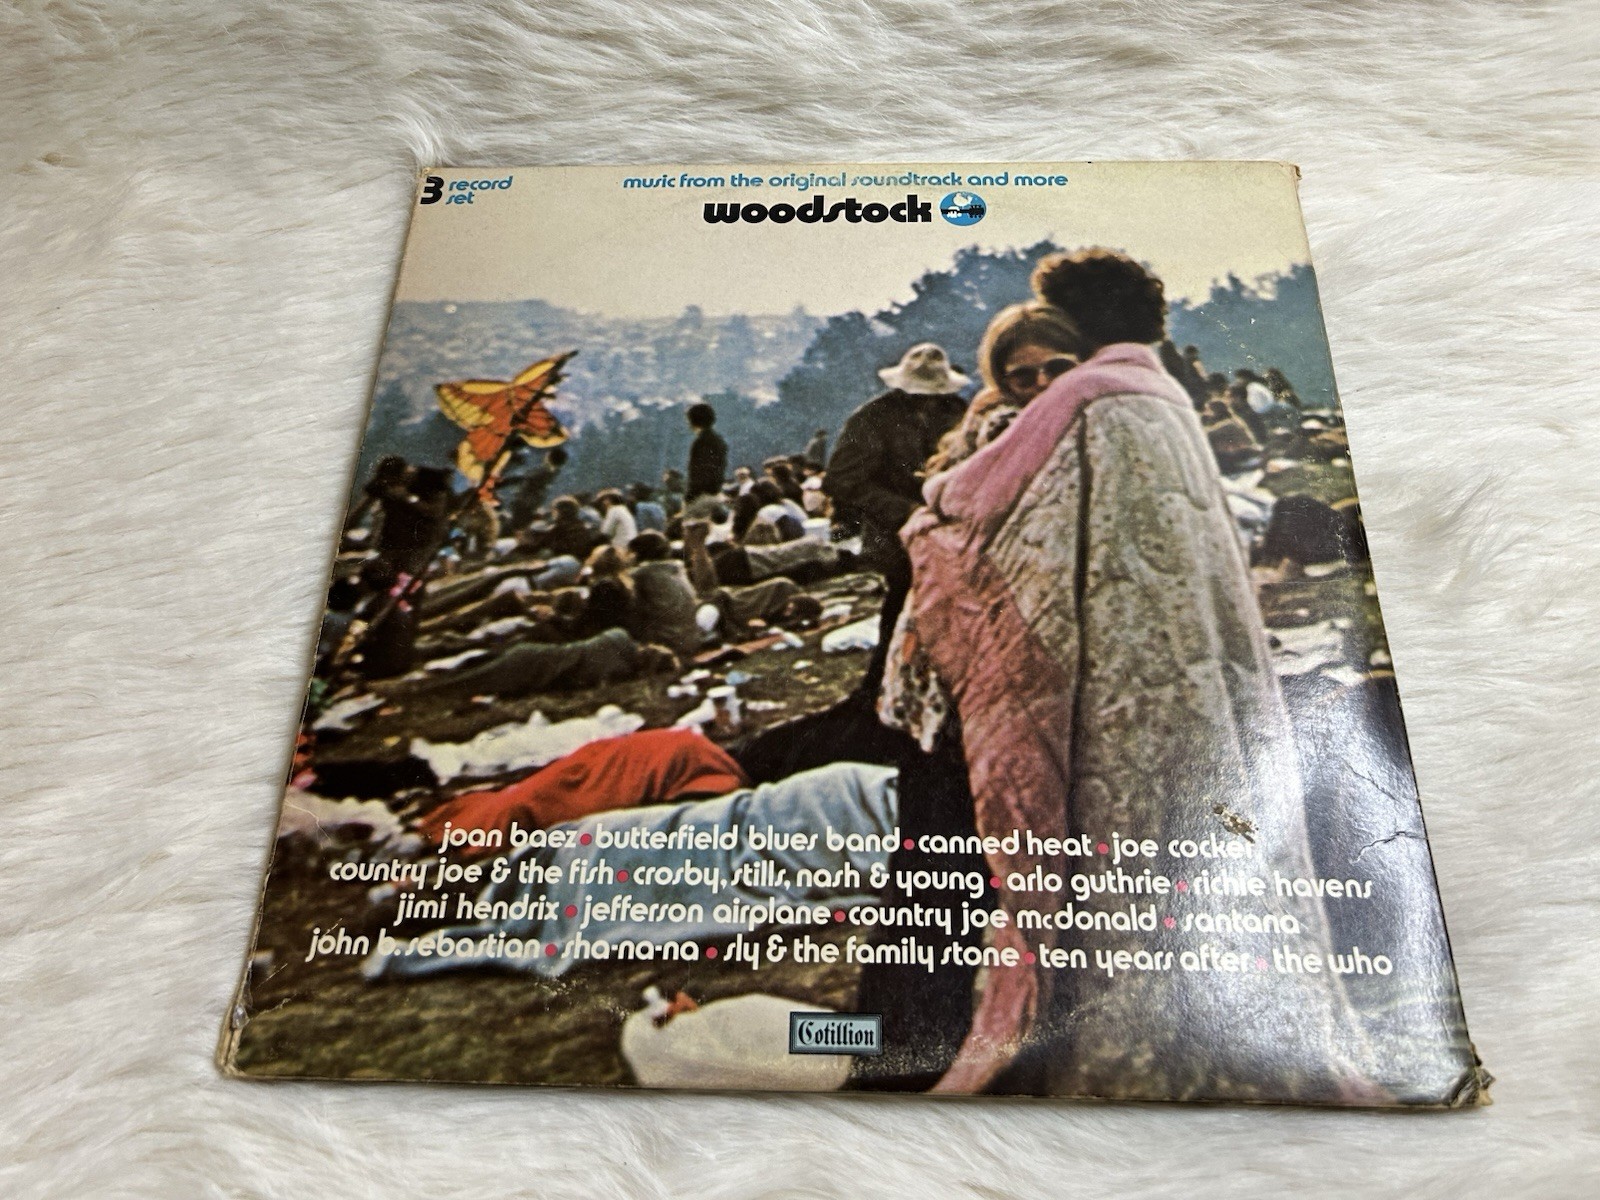 3 record set
music from the original soundtrack and more
woodstock
joan baez • butterfield blues band • canned heat • joe cocker
country joe & the fish • crosby, stills, nash & young • arlo guthrie • richie havens
jimi hendrix • jefferson airplane • country joe mcdonald • santana
john b. sebastian • sha-na-na • sly & the family stone • ten years after • the who
Cotillion